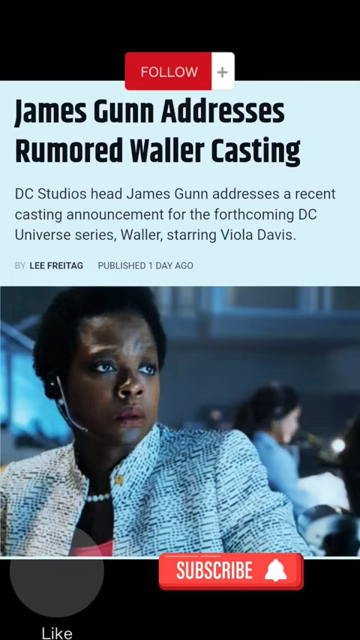 FOLLOW +
James Gunn Addresses
Rumored Waller Casting
DC Studios head James Gunn addresses a recent
casting announcement for the forthcoming DC
Universe series, Waller, starring Viola Davis.
BY LEE FREITAG PUBLISHED 1 DAY AGO
SUBSCRIBE
Like